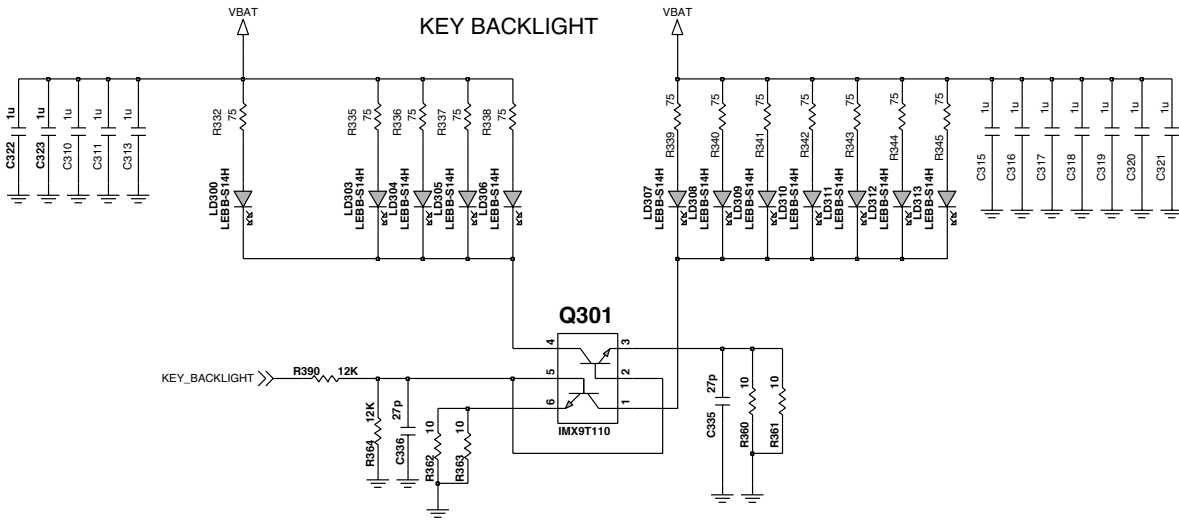 KEY BACKLIGHT
VBAT
VBAT
1u
C322
1u
C323
1u
C310
1u
C311
1u
C313
R332
75
R335
75
R336
75
R337
75
R338
75
LD300
LEBB-S14H
LD303
LEBB-S14H
LD304
LEBB-S14H
LD305
LEBB-S14H
LD306
LEBB-S14H
75
R339
75
R340
75
R341
75
R342
75
R343
75
R344
75
R345
LD307
LEBB-S14H
LD308
LEBB-S14H
LD309
LEBB-S14H
LD310
LEBB-S14H
LD311
LEBB-S14H
LD312
LEBB-S14H
LD313
LEBB-S14H
1u
C315
1u
C316
1u
C317
1u
C318
1u
C319
1u
C320
1u
C321
Q301
4
3
5
2
6
1
IMX9T110
KEY_BACKLIGHT
R390 12K
12K
R364
27p
C336
10
R362
10
R363
27p
C335
10
R360
10
R361